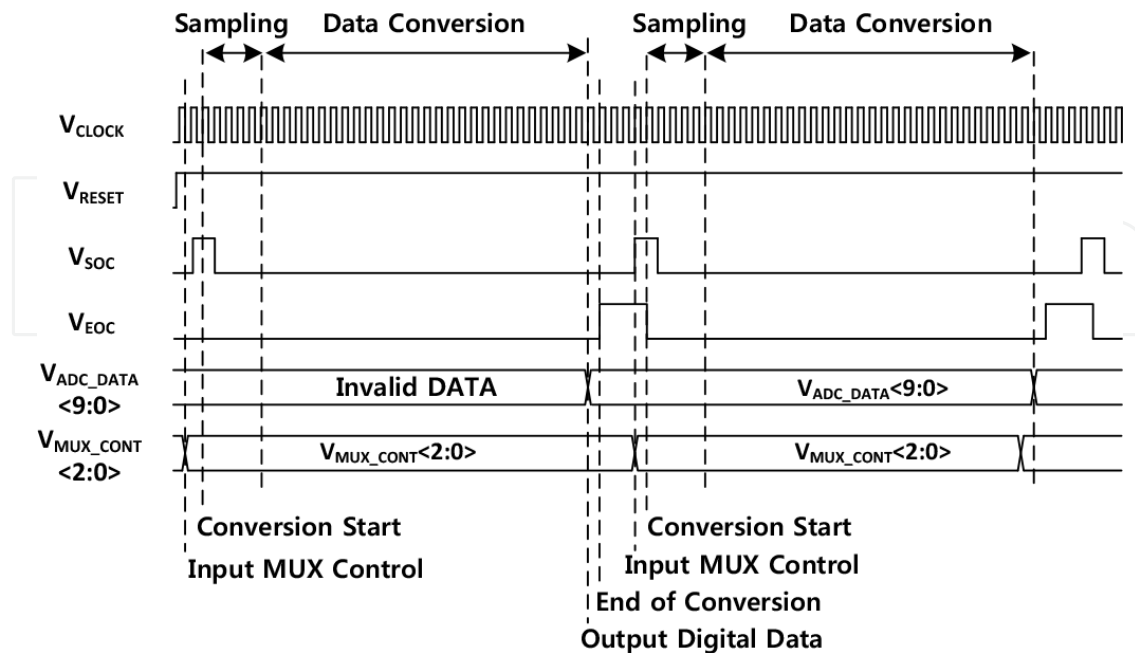 Sampling Data Conversion Sampling Data Conversion
VCLOCK
VRESET
VSOC
VEOC
VADC_DATA
<9:0>
Invalid DATA
VADC_DATA<9:0>
VMUX_CONT
<2:0>
VMUX_CONT<2:0>
VMUX_CONT<2:0>
Conversion Start
Conversion Start
Input MUX Control
Input MUX Control
End of Conversion
Output Digital Data